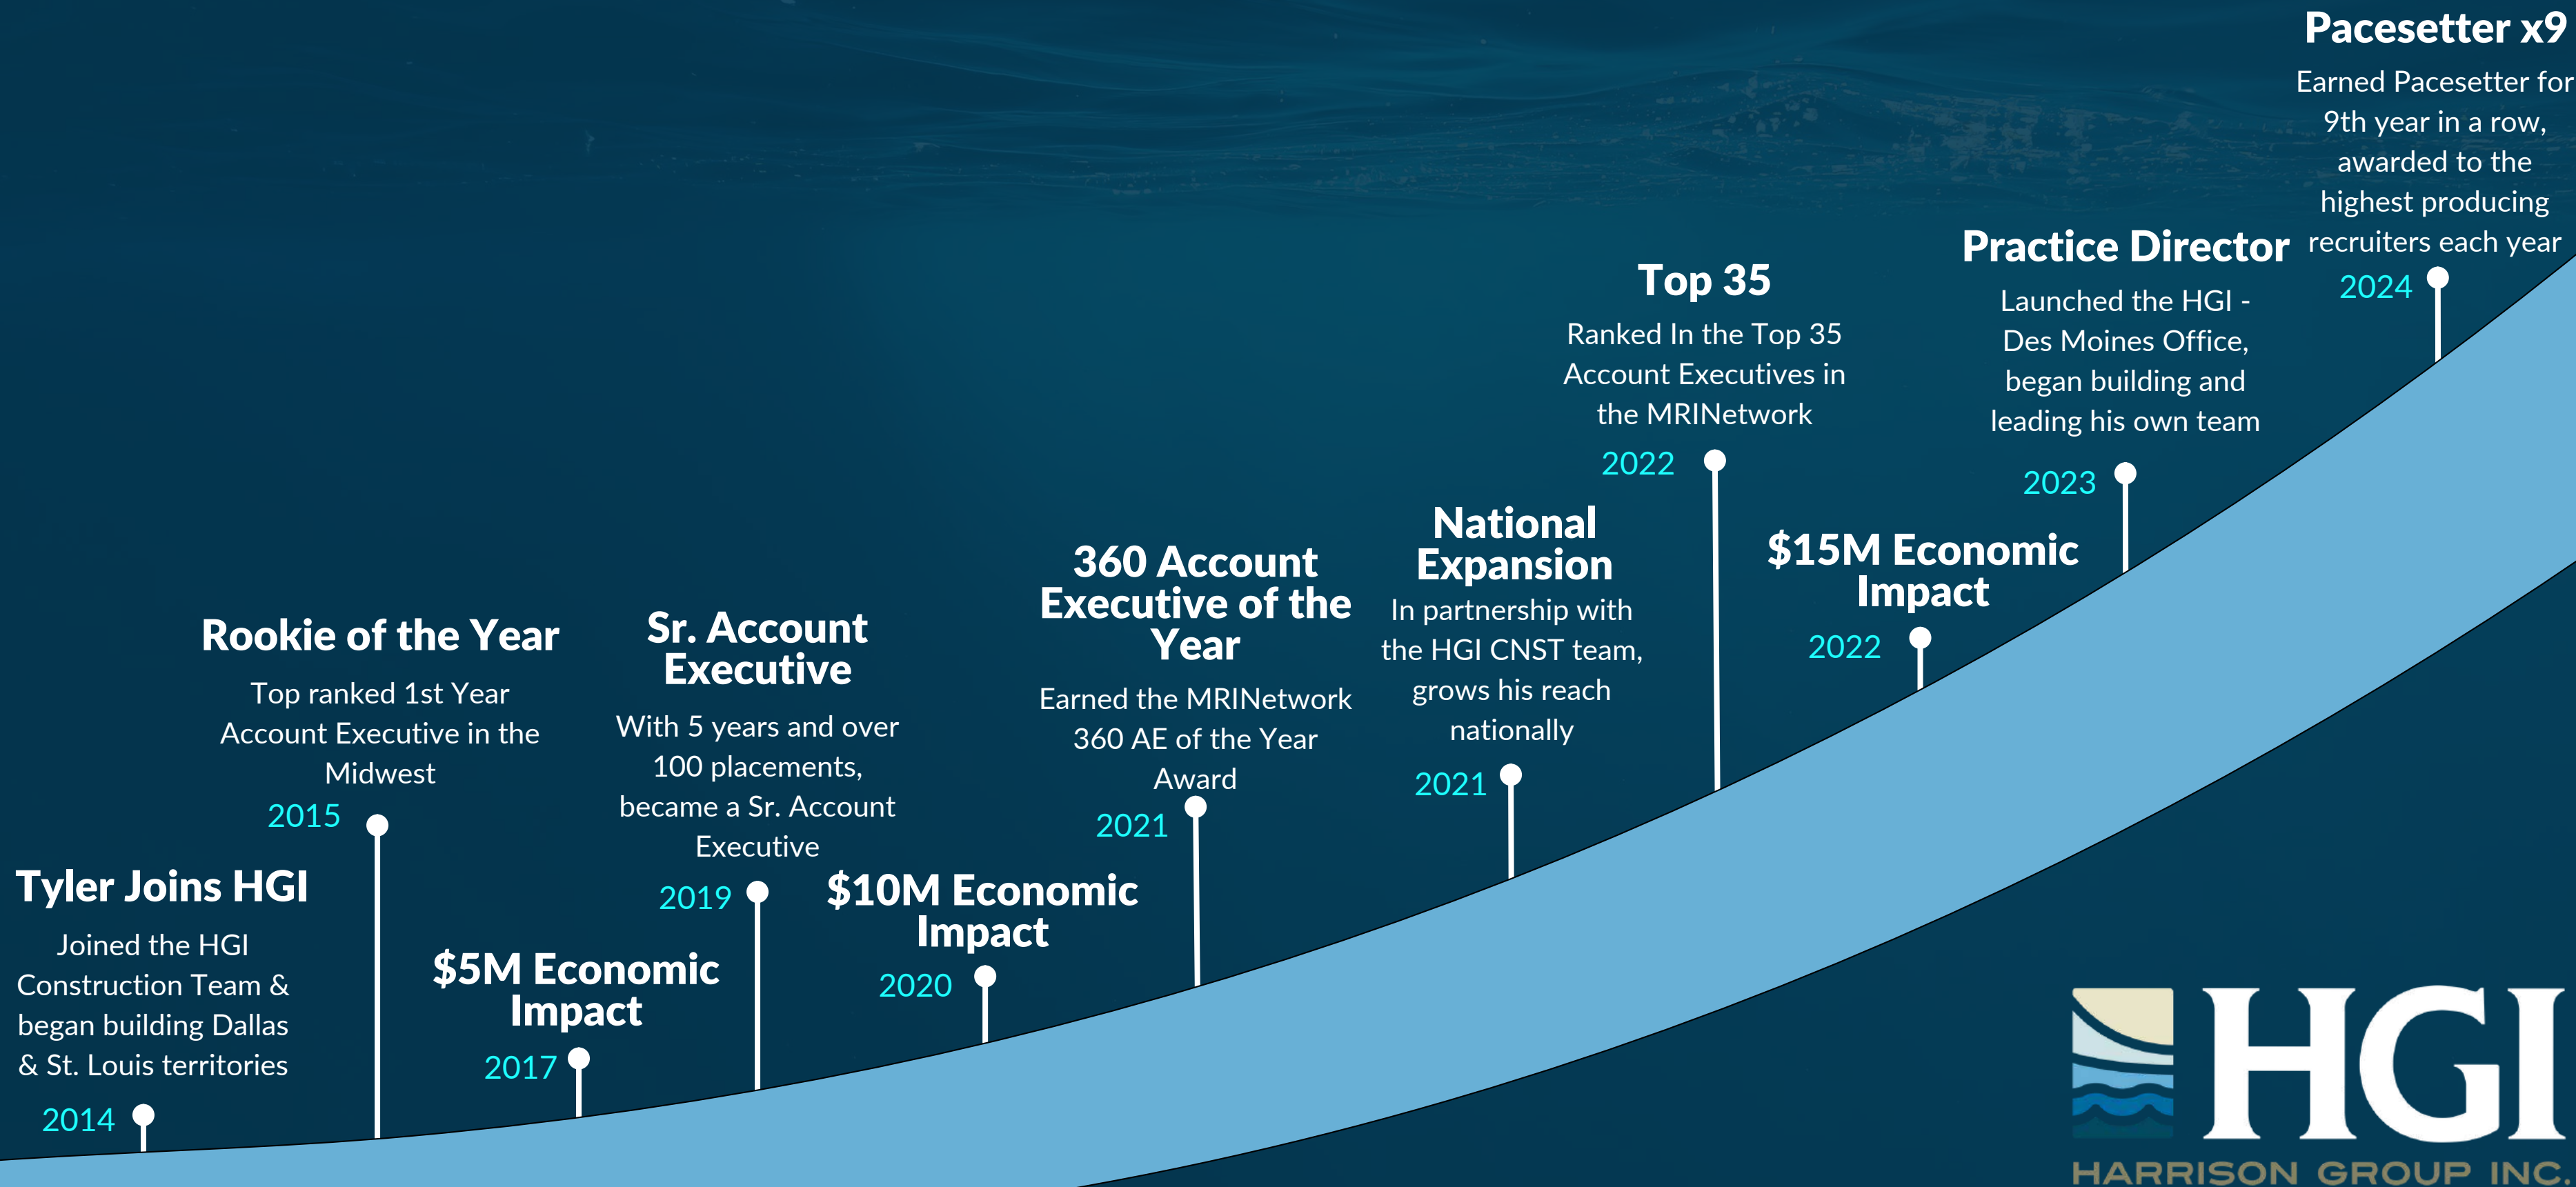 Tyler Joins HGI
Joined the HGI
Construction Team &
began building Dallas
& St. Louis territories
2014
Rookie of the Year
Top ranked 1st Year
Account Executive in the
Midwest
2015
$5M Economic
Impact
2017
Sr. Account
Executive
With 5 years and over
100 placements,
became a Sr. Account
Executive
2019
$10M Economic
Impact
2020
360 Account
Executive of the
Year
Earned the MRINetwork
360 AE of the Year
Award
2021
National
Expansion
In partnership with
the HGI CNST team,
grows his reach
nationally
2021
Top 35
Ranked In the Top 35
Account Executives in
the MRINetwork
2022
$15M Economic
Impact
2022
Practice Director
Launched the HGI -
Des Moines Office,
began building and
leading his own team
2023
Pacesetter x9
Earned Pacesetter for
9th year in a row,
awarded to the
highest producing
recruiters each year
2024
HGI
HARRISON GROUP INC.